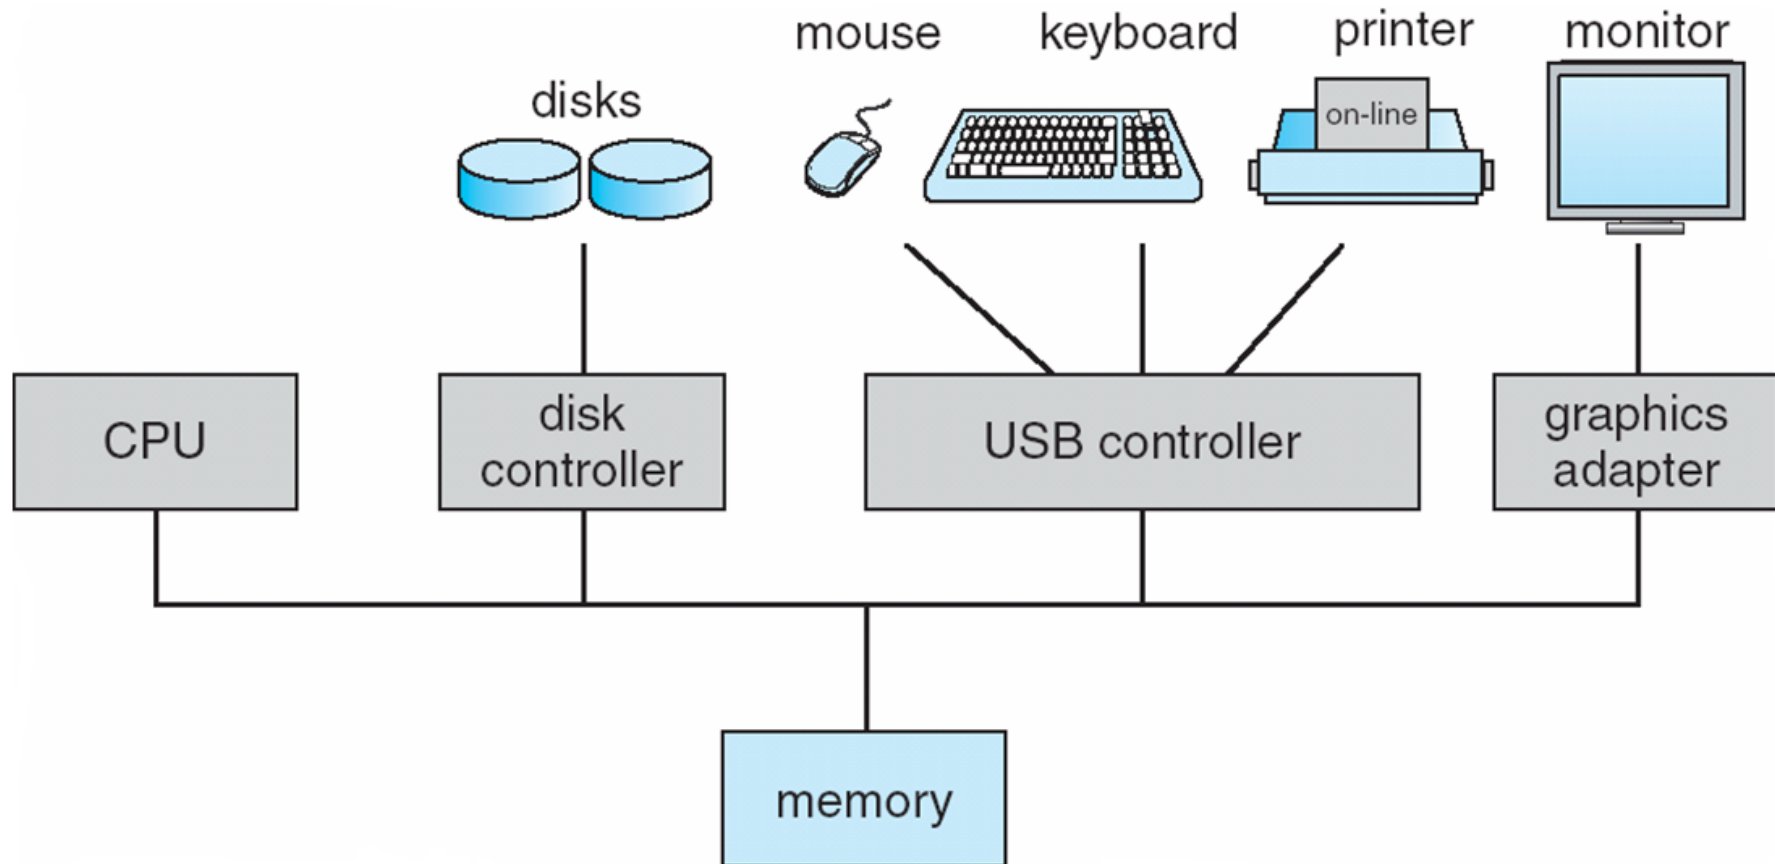 mouse
keyboard
printer
monitor
disks
on-line
CPU
disk
controller
USB controller
graphics
adapter
memory